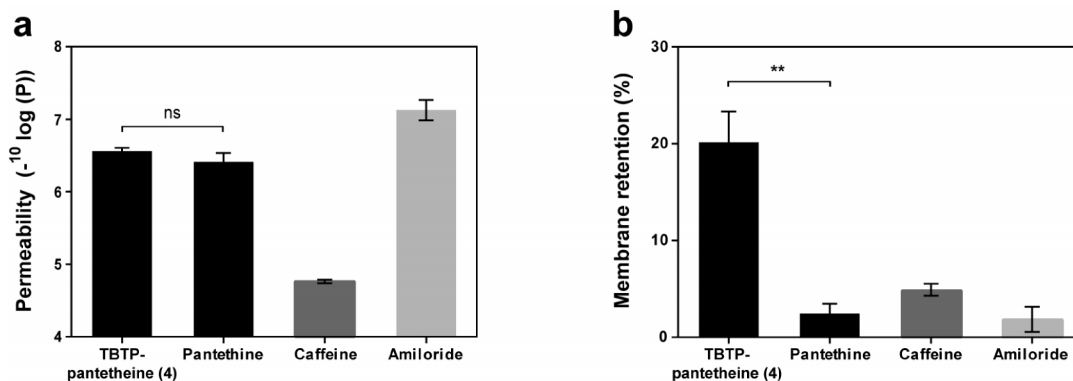 a
Permeability (-¹⁰ log (P))
8
7
6
5
4
ns
TBTP-
pantetheine (4)
Pantethine
Caffeine
Amiloride
b
Membrane retention (%)
30
20
10
0
**
TBTP-
pantetheine (4)
Pantethine
Caffeine
Amiloride